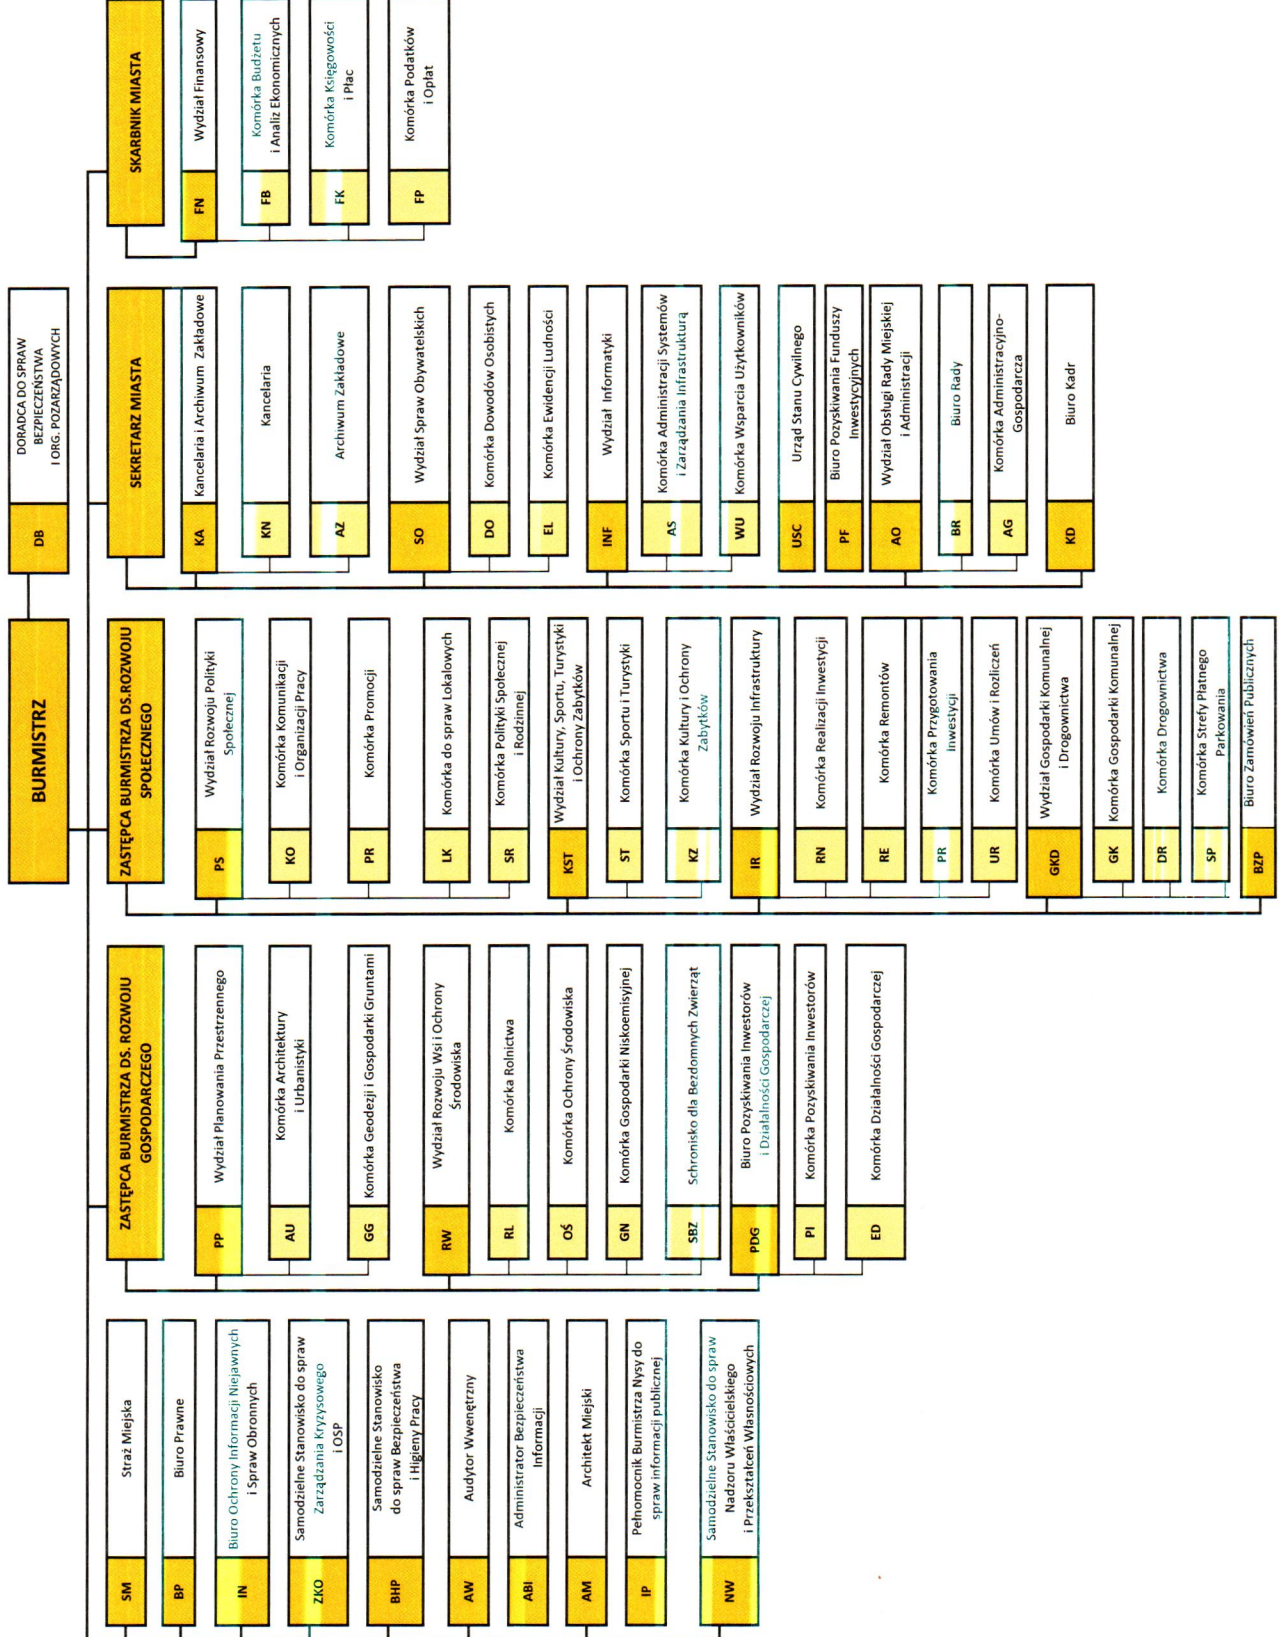 BURMISTRZ
DB
DORADCA DO SPRAW
BEZPIECZEŃSTWA
I ORG. POZARZĄDOWYCH
SM
Straż Miejska
BP
Biuro Prawne
IN
Biuro Ochrony Informacji Niejawnych
i Spraw Obronnych
ZKO
Samodzielne Stanowisko do spraw
Zarządzania Kryzysowego
i OSP
BHP
Samodzielne Stanowisko
do spraw Bezpieczeństwa
i Higieny Pracy
AW
Audytor Wwenętrzny
ABI
Administrator Bezpieczeństwa
Informacji
AM
Architekt Miejski
IP
Pełnomocnik Burmistrza Nysy do
spraw informacji publicznej
NW
Samodzielne Stanowisko do spraw
Nadzoru Właścicielskiego
i Przekształceń Własnościowych
ZASTĘPCA BURMISTRZA DS. ROZWOJU
GOSPODARCZEGO
PP
Wydział Planowania Przestrzennego
AU
Komórka Architektury
i Urbanistyki
GG
Komórka Geodezji i Gospodarki Gruntami
RW
Wydział Rozwoju Wsi i Ochrony
Środowiska
RL
Komórka Rolnictwa
OŚ
Komórka Ochrony Środowiska
GN
Komórka Gospodarki Niskoemisyjnej
SBZ
Schronisko dla Bezdomnych Zwierząt
PDG
Biuro Pozyskiwania Inwestorów
i Działalności Gospodarczej
PI
Komórka Pozyskiwania Inwestorów
ED
Komórka Działalności Gospodarczej
ZASTĘPCA BURMISTRZA DS.ROZWOJU
SPOŁECZNEGO
PS
Wydział Rozwoju Polityki
Społecznej
KO
Komórka Komunikacji
i Organizacji Pracy
PR
Komórka Promocji
LK
Komórka do spraw Lokalowych
SR
Komórka Polityki Społecznej
i Rodzinnej
KST
Wydział Kultury, Sportu, Turystyki
i Ochrony Zabytków
ST
Komórka Sportu i Turystyki
KZ
Komórka Kultury i Ochrony
Zabytków
IR
Wydział Rozwoju Infrastruktury
RN
Komórka Realizacji Inwestycji
RE
Komórka Remontów
PR
Komórka Przygotowania
Inwestycji
UR
Komórka Umów i Rozliczeń
GKD
Wydział Gospodarki Komunalnej
i Drogownictwa
GK
Komórka Gospodarki Komunalnej
DR
Komórka Drogownictwa
SP
Komórka Strefy Płatnego
Parkowania
BZP
Biuro Zamówień Publicznych
SEKRETARZ MIASTA
KA
Kancelaria i Archiwum Zakładowe
KN
Kancelaria
AZ
Archiwum Zakładowe
SO
Wydział Spraw Obywatelskich
DO
Komórka Dowodów Osobistych
EL
Komórka Ewidencji Ludności
INF
Wydział Informatyki
AS
Komórka Administracji Systemów
i Zarządzania Infrastrukturą
WU
Komórka Wsparcia Użytkowników
USC
Urząd Stanu Cywilnego
PF
Biuro Pozyskiwania Funduszy
Inwestycyjnych
AO
Wydział Obsługi Rady Miejskiej
i Administracji
BR
Biuro Rady
AG
Komórka Administracyjno-
Gospodarcza
KD
Biuro Kadr
SKARBNIK MIASTA
FN
Wydział Finansowy
FB
Komórka Budżetu
i Analiz Ekonomicznych
FK
Komórka Księgowości
i Płac
FP
Komórka Podatków
i Opłat